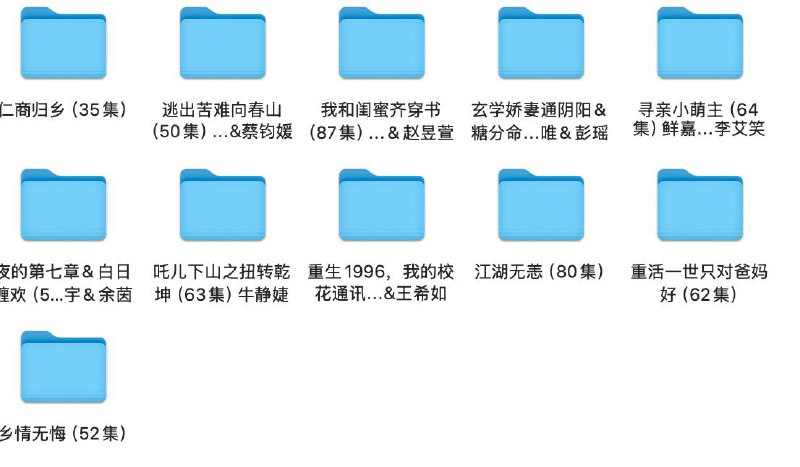 仁商归乡（35集）
逃出苦难向春山
（50集）...&蔡钧媛
我和闺蜜齐穿书
（87集）...＆赵昱萱
玄学娇妻通阴阳＆
糖分命...唯＆彭瑶
寻亲小萌主（64
集）鲜嘉...李艾笑
夜的第七章＆白日
缠欢（5...宇＆余茵
吒儿下山之扭转乾
坤（63集）牛静婕
重生1996，我的校
花通讯...&王希如
江湖无恙（80集）
重活一世只对爸妈
好（62集）
乡情无悔（52集）